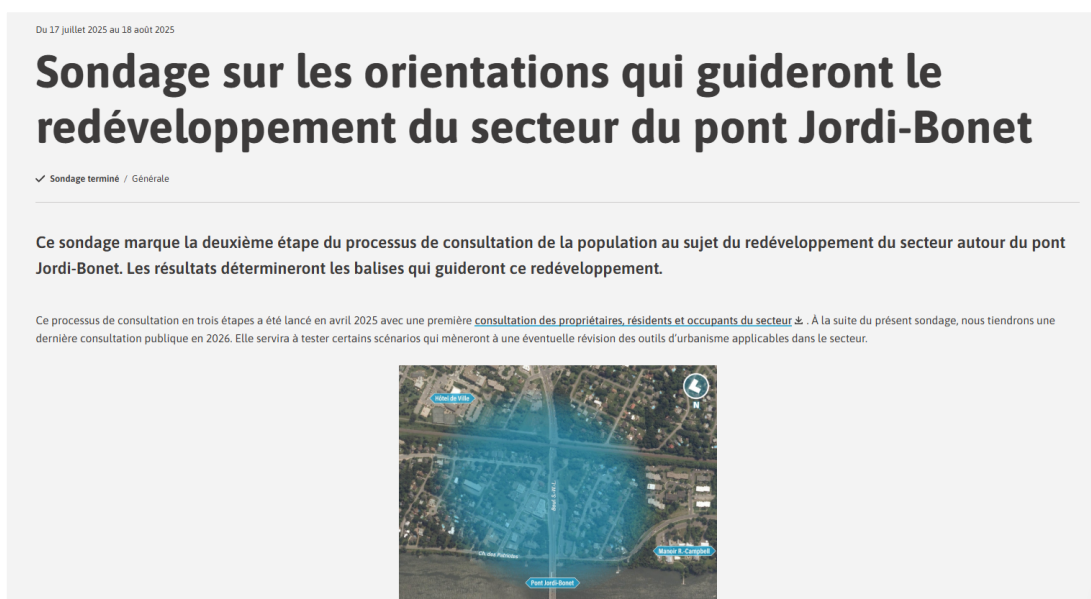 Du 17 juillet 2025 au 18 août 2025
Sondage sur les orientations qui guideront le
redéveloppement du secteur du pont Jordi-Bonet
Sondage terminé / Générale
Ce sondage marque la deuxième étape du processus de consultation de la population au sujet du redéveloppement du secteur autour du pont
Jordi-Bonet. Les résultats détermineront les balises qui guideront ce redéveloppement.
Ce processus de consultation en trois étapes a été lancé en avril 2025 avec une première consultation des propriétaires, résidents et occupants du secteur . À la suite du présent sondage, nous tiendrons une
dernière consultation publique en 2026. Elle servira à tester certains scénarios qui mèneront à une éventuelle révision des outils d'urbanisme applicables dans le secteur.
N
Hôtel de Ville
Boul. S.-W.-L.
Ch. des Patriotes
Manoir R.-Campbell
Pont Jordi-Bonet